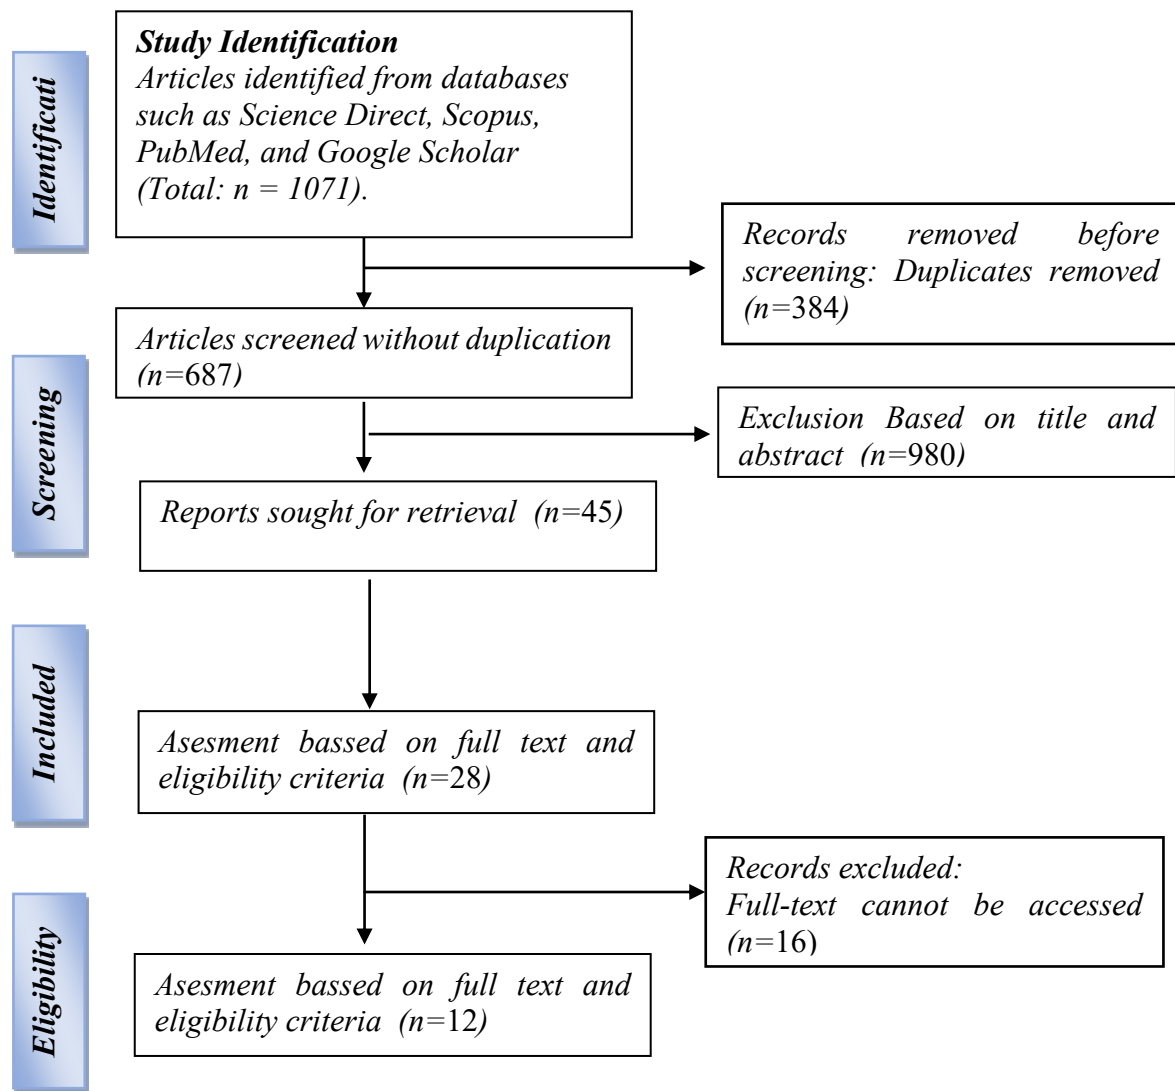 Identificati
Study Identification
Articles identified from databases
such as Science Direct, Scopus,
PubMed, and Google Scholar
(Total: n = 1071).
Records removed before
screening: Duplicates removed
(n=384)
Screening
Articles screened without duplication
(n=687)
Exclusion Based on title and
abstract (n=980)
Reports sought for retrieval (n=45)
Included
Asesment bassed on full text and
eligibility criteria (n=28)
Records excluded:
Full-text cannot be accessed
(n=16)
Eligibility
Asesment bassed on full text and
eligibility criteria (n=12)